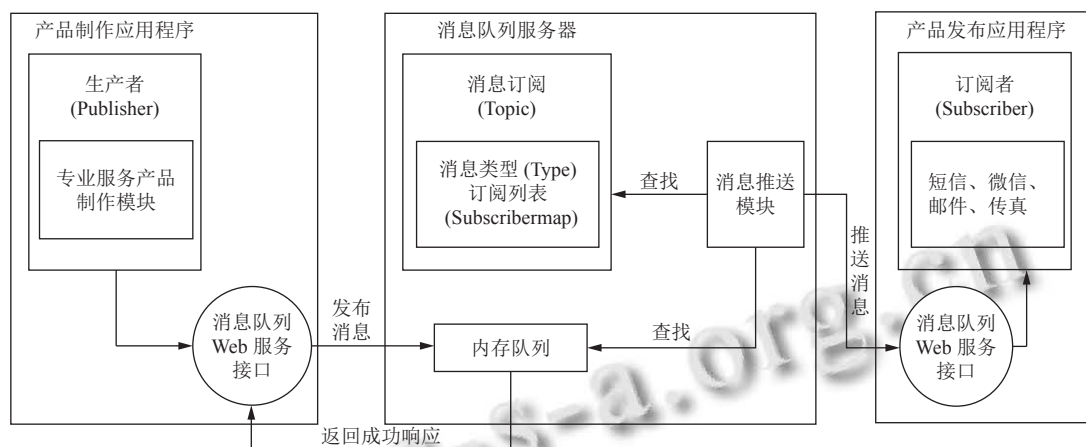 产品制作应用程序
生产者
(Publisher)
专业服务产品
制作模块
消息队列
Web 服务
接口
发布
消息
返回成功响应
消息队列服务器
消息订阅
(Topic)
消息类型 (Type)
订阅列表
(Subscribermap)
查找
消息推送
模块
内存队列
查找
推
送
消
息
产品发布应用程序
订阅者
(Subscriber)
短信、微信、
邮件、传真
消息队列
Web 服务
接口